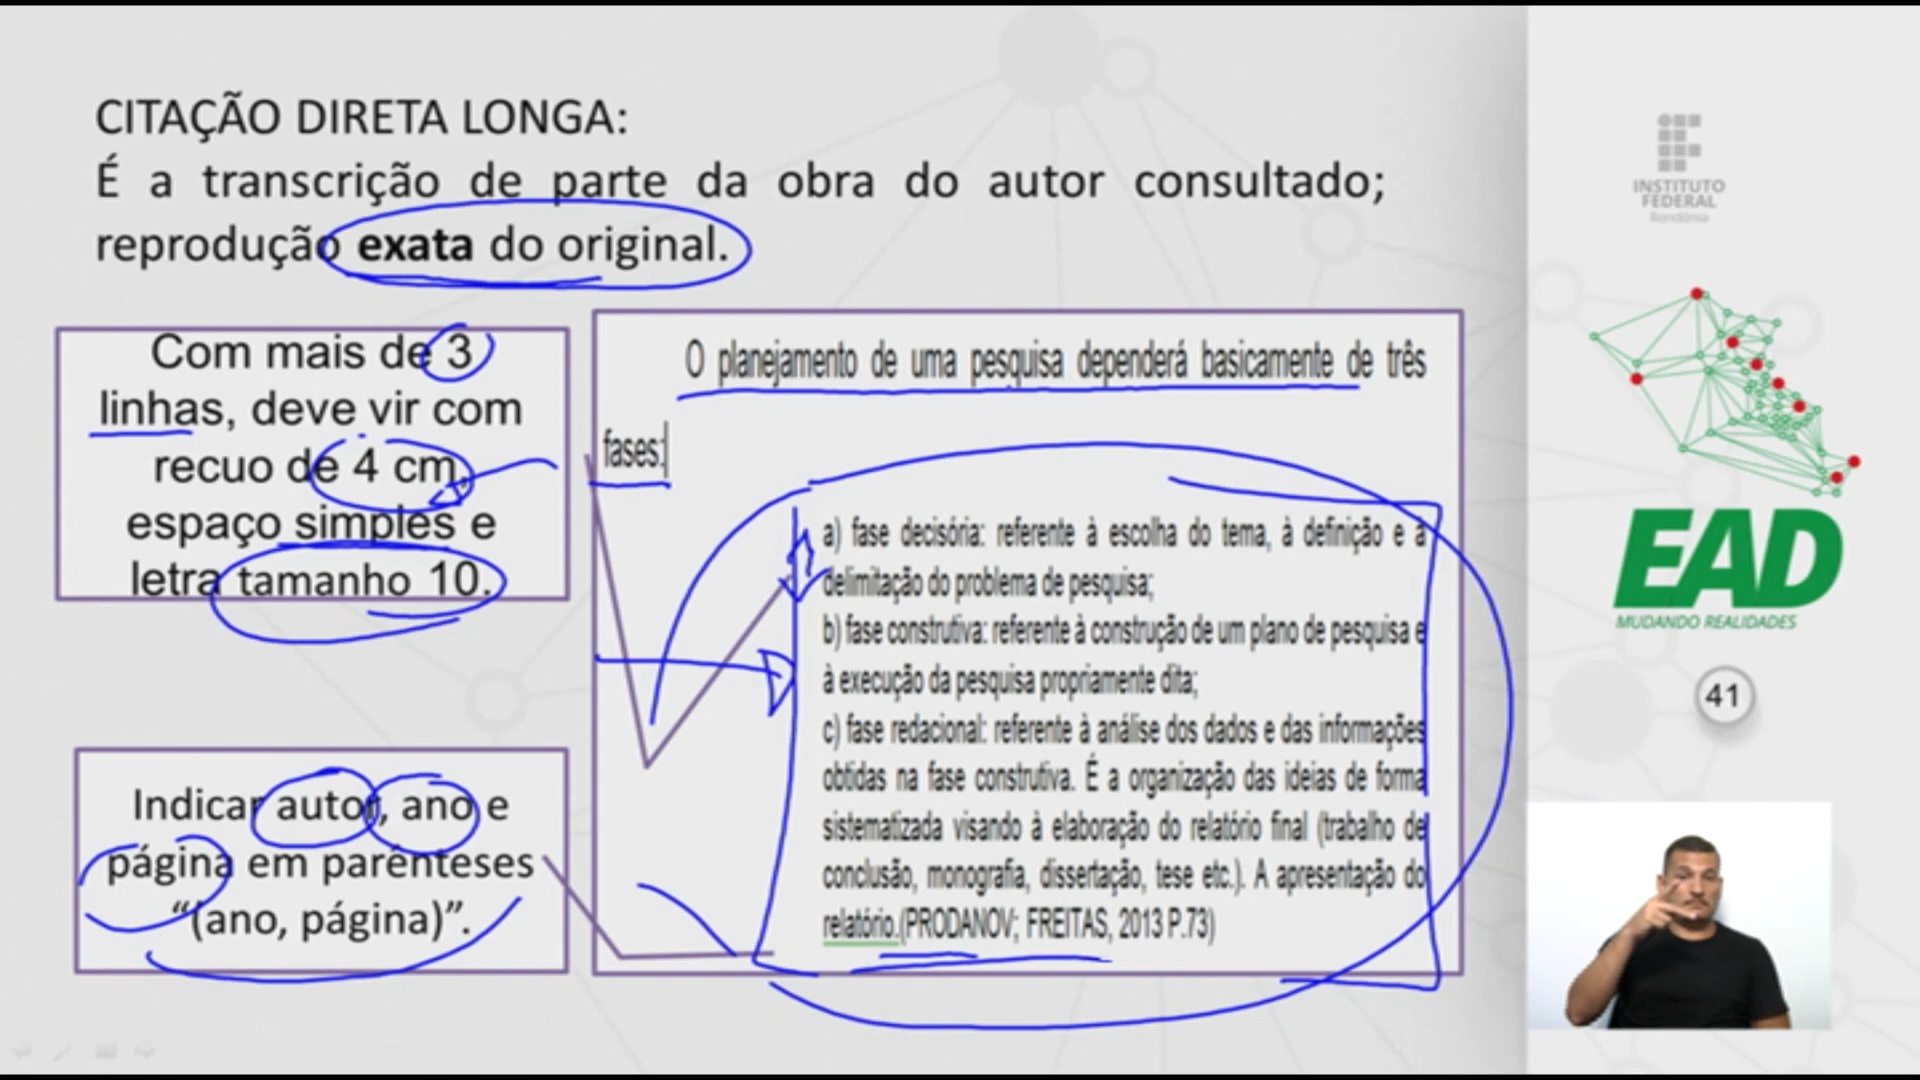 CITAÇÃO DIRETA LONGA:
É a transcrição de parte da obra do autor consultado;
reprodução exata do original.
Com mais de 3
linhas, deve vir com
recuo de 4 cm,
espaço simples e
letra tamanho 10.
Indicar autor, ano e
página em parênteses
“(ano, página)”.
O planejamento de uma pesquisa dependerá basicamente de três
fases:
a) fase decisória: referente à escolha do tema, à definição e à
delimitação do problema de pesquisa;
b) fase construtiva: referente à construção de um plano de pesquisa e
à execução da pesquisa propriamente dita;
c) fase redacional: referente à análise dos dados e das informações
obtidas na fase construtiva. É a organização das ideias de forma
sistematizada visando à elaboração do relatório final (trabalho de
conclusão, monografia, dissertação, tese etc.). A apresentação do
relatório.(PRODANOV; FREITAS, 2013 P.73)
INSTITUTO
FEDERAL
Rondônia
EAD
MUDANDO REALIDADES
41